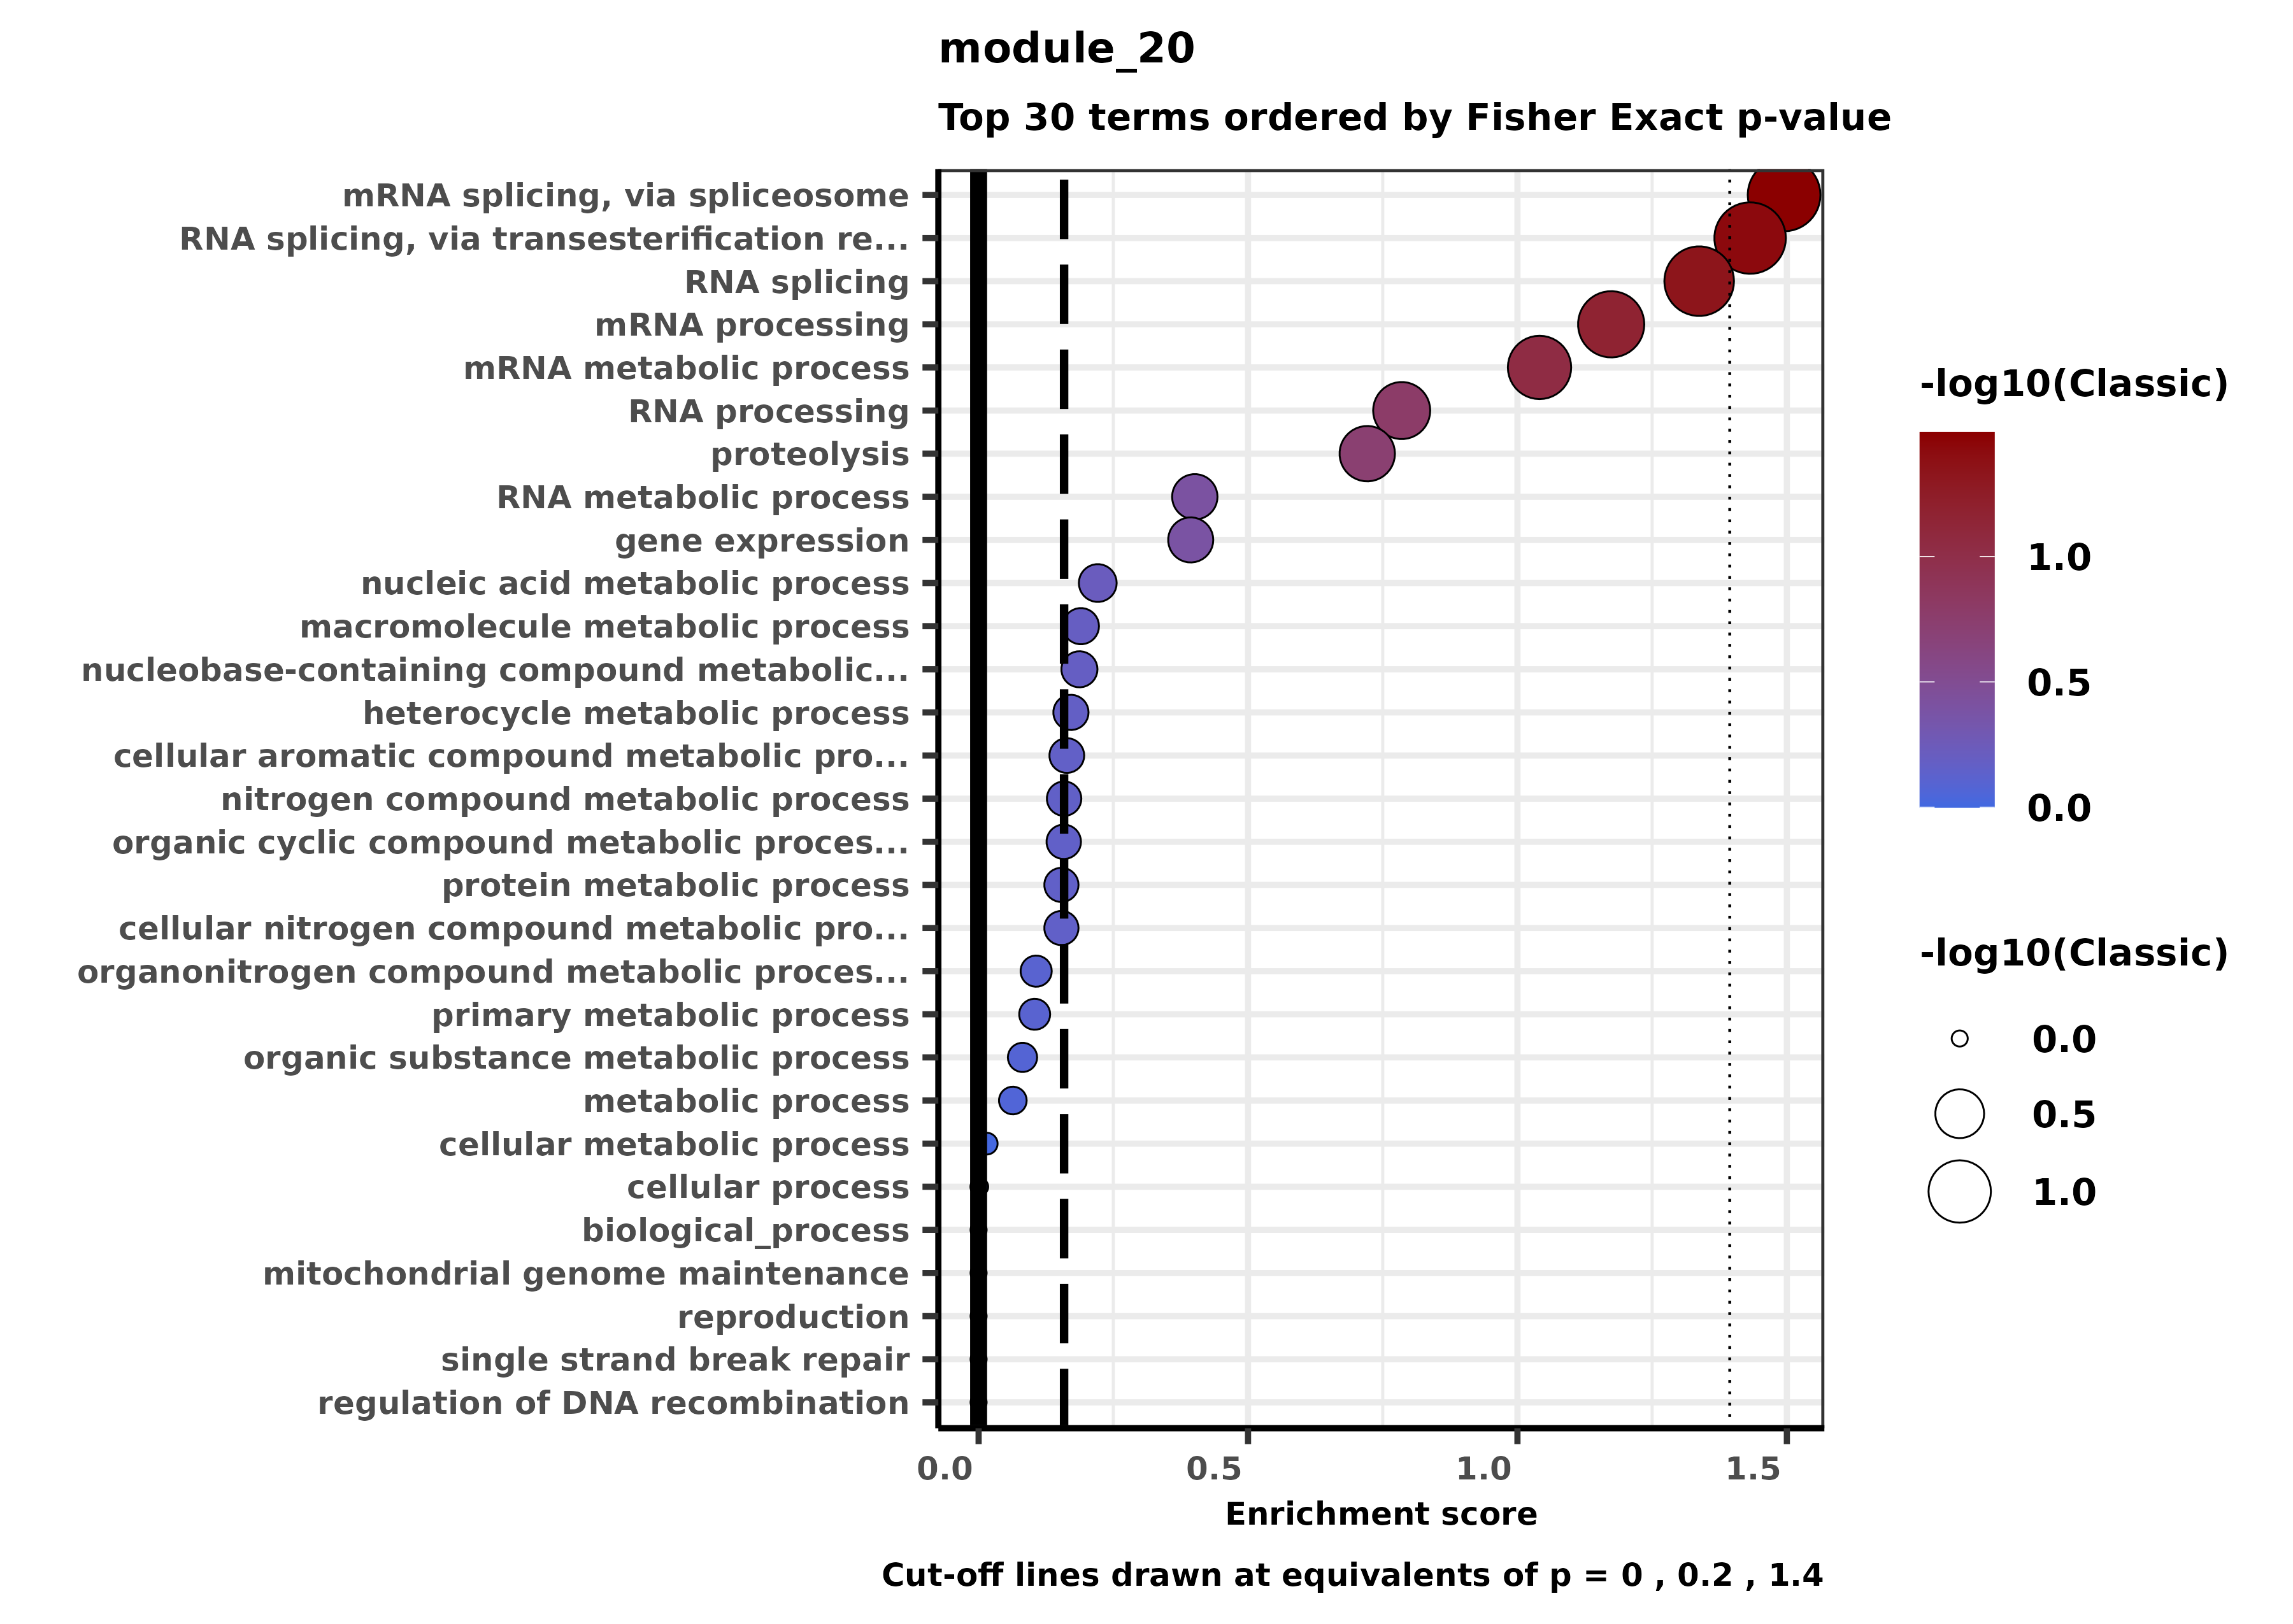 module_20
Top 30 terms ordered by Fisher Exact p-value
mRNA splicing, via spliceosome
RNA splicing, via transesterification re...
RNA splicing
mRNA processing
mRNA metabolic process
RNA processing
proteolysis
RNA metabolic process
gene expression
nucleic acid metabolic process
macromolecule metabolic process
nucleobase-containing compound metabolic...
heterocycle metabolic process
cellular aromatic compound metabolic pro...
nitrogen compound metabolic process
organic cyclic compound metabolic proces...
protein metabolic process
cellular nitrogen compound metabolic pro...
organonitrogen compound metabolic proces...
primary metabolic process
organic substance metabolic process
metabolic process
cellular metabolic process
cellular process
biological_process
mitochondrial genome maintenance
reproduction
single strand break repair
regulation of DNA recombination
0.0 0.5 1.0 1.5
Enrichment score
Cut-off lines drawn at equivalents of p = 0 , 0.2 , 1.4
-log10(Classic)
1.0
0.5
0.0
-log10(Classic)
0.0
0.5
1.0